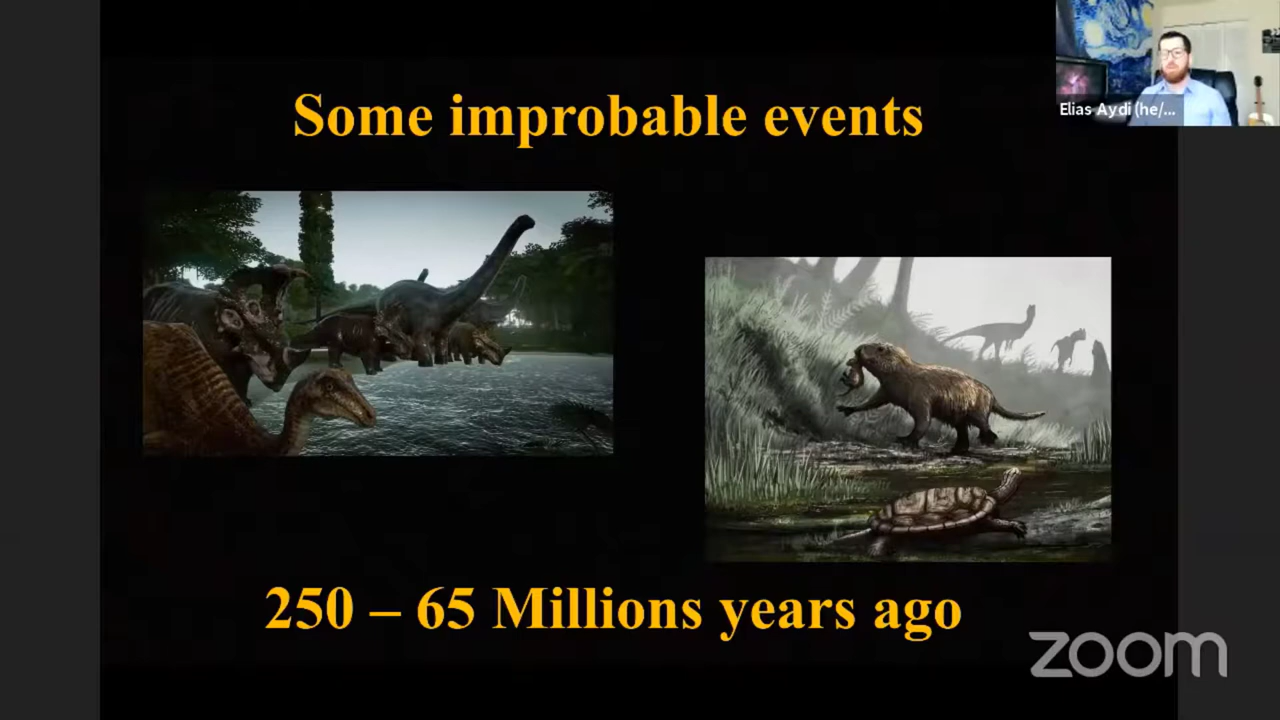 Some improbable events
Elias Aydi (he/...
250 – 65 Millions years ago
zoom